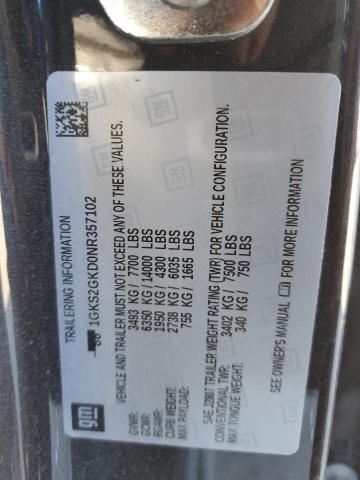 TRAILERING INFORMATION
1GKS2GKD0NR357102
VEHICLE AND TRAILER MUST NOT EXCEED ANY OF THESE VALUES.
GVWR: 3493 KG / 7700 LBS
GCWR: 6350 KG / 14000 LBS
RGAWR: 1950 KG / 4300 LBS
CURB WEIGHT: 2738 KG / 6035 LBS
MAX PAYLOAD: 755 KG / 1665 LBS
SAE J2807 TRAILER WEIGHT RATING (TWR) FOR VEHICLE CONFIGURATION.
CONVENTIONAL TWR: 3402 KG / 7500 LBS
MAX TONGUE WEIGHT: 340 KG / 750 LBS
SEE OWNER'S MANUAL FOR MORE INFORMATION
gm
GM
GM
GM